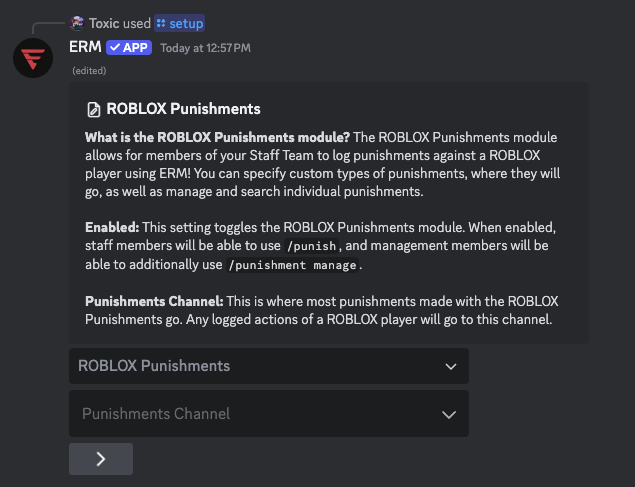 Toxic used setup
ERM ✓ APP Today at 12:57 PM
(edited)
ROBLOX Punishments
What is the ROBLOX Punishments module? The ROBLOX Punishments module
allows for members of your Staff Team to log punishments against a ROBLOX
player using ERM! You can specify custom types of punishments, where they will
go, as well as manage and search individual punishments.
Enabled: This setting toggles the ROBLOX Punishments module. When enabled,
staff members will be able to use /punish, and management members will be
able to additionally use /punishment manage.
Punishments Channel: This is where most punishments made with the ROBLOX
Punishments go. Any logged actions of a ROBLOX player will go to this channel.
ROBLOX Punishments
Punishments Channel